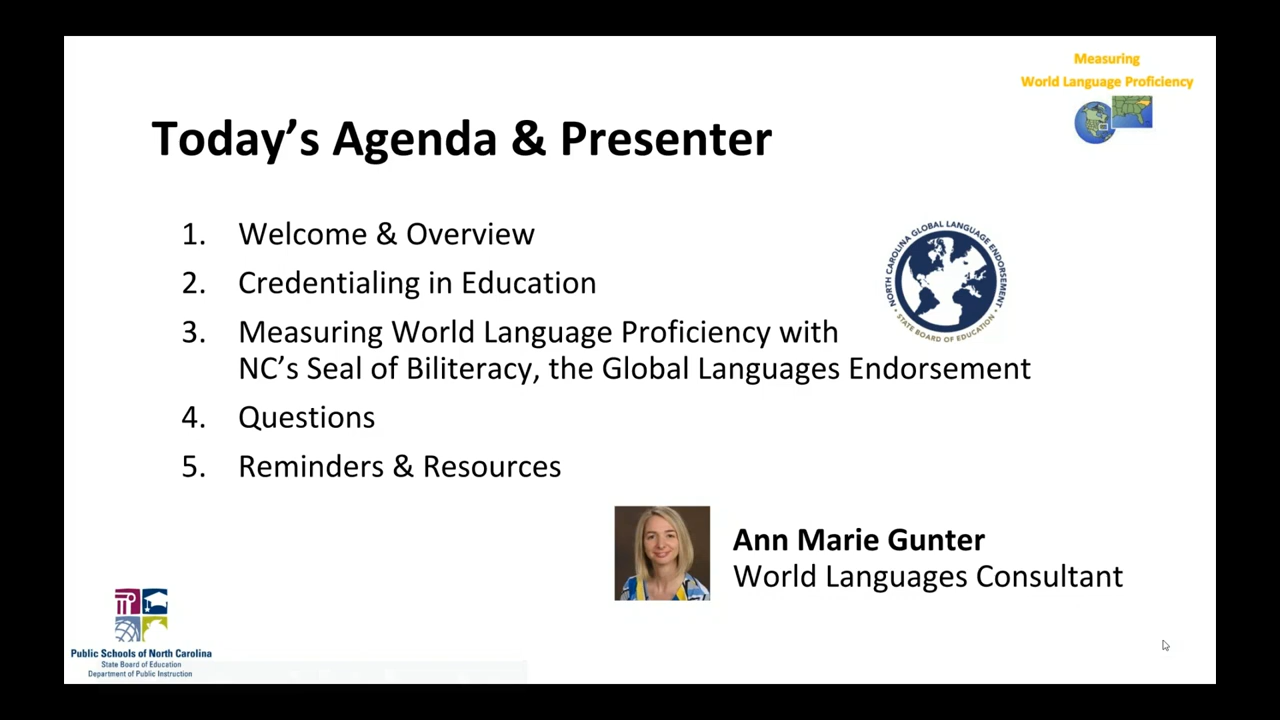 Measuring
World Language Proficiency
Today's Agenda & Presenter
1. Welcome & Overview
2. Credentialing in Education
3. Measuring World Language Proficiency with
NC's Seal of Biliteracy, the Global Languages Endorsement
4. Questions
5. Reminders & Resources
NORTH CAROLINA GLOBAL LANGUAGE ENDORSEMENT
• STATE BOARD OF EDUCATION •
Ann Marie Gunter
World Languages Consultant
Public Schools of North Carolina
State Board of Education
Department of Public Instruction